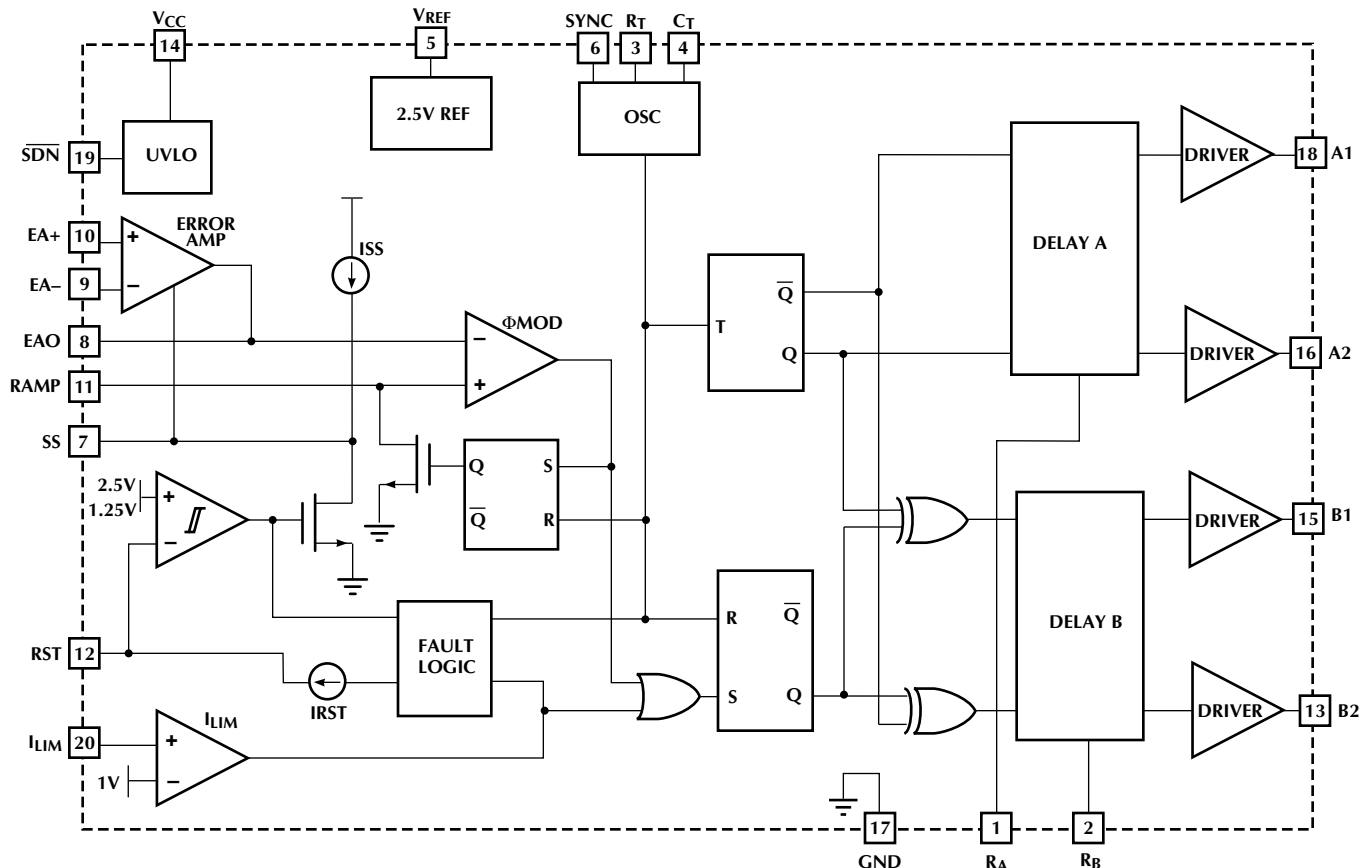 VCC
VREF
SYNC RT CT
14
5
6 3 4
2.5V REF
OSC
SDN 19
UVLO
DRIVER
18 A1
EA+ 10
+
ERROR
AMP
EA– 9
–
ISS
DELAY A
EAO 8
ΦMOD
–
Q
T
Q
DRIVER
16 A2
RAMP 11
+
SS 7
Q S
2.5V
1.25V
+
–
Q
R
DRIVER
15 B1
DELAY B
RST 12
FAULT
LOGIC
IRST
R Q
S Q
ILIM 20
ILIM
+
1V
–
DRIVER
13 B2
17 1 2
GND RA RB